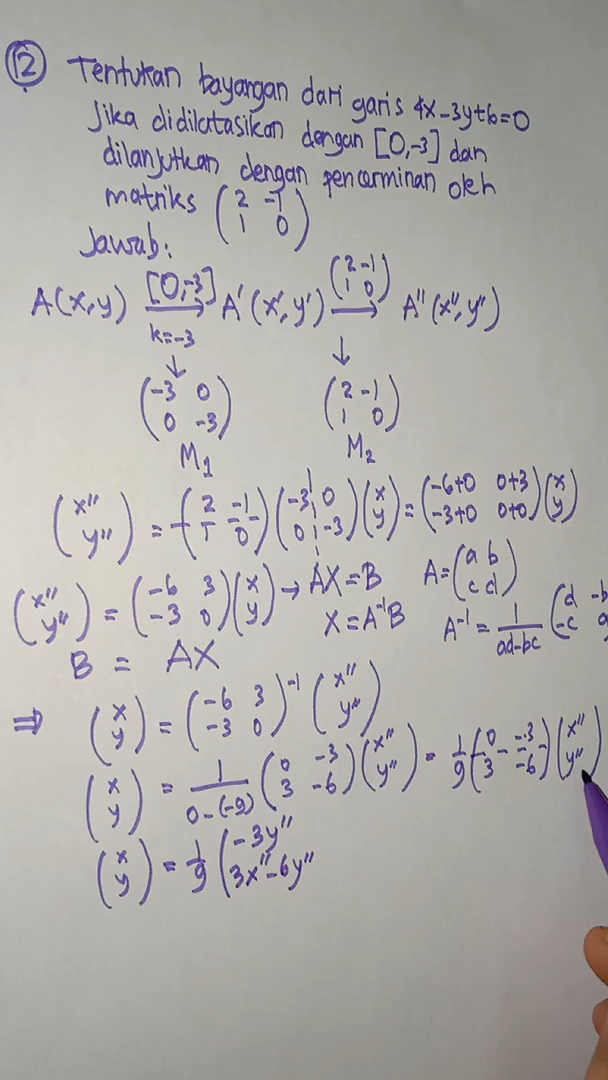 12 Tentukan bayangan dari garis 4x-3y+6=0
Jika didilatasikan dengan [0,-3] dan
dilanjutkan dengan pencerminan oleh
matriks (2 -1
1 0)
Jawab:
A(x,y) [0,-3] → k=-3 A'(x',y') (2 -1 1 0) → A''(x'',y'')
↓ ↓
(-3 0 0 -3) (2 -1 1 0)
M₁ M₂
(x'' y'') = (2 -1 1 0)(-3 0 0 -3)(x y) = (-6+0 0+3 -3+0 0+0)(x y)
(x'' y'') = (-6 3 -3 0)(x y) → AX=B A=(a b c d)
X=A⁻¹B A⁻¹= 1/ad-bc (d -b -c a
B = AX
⇒ (x y) = (-6 3 -3 0)⁻¹ (x'' y'')
(x y) = 1/0-(-9) (0 -3 3 -6)(x'' y'') = 1/9 (0 -3 3 -6)(x'' y'')
(x y) = 1/9 (-3y'' 3x''-6y''